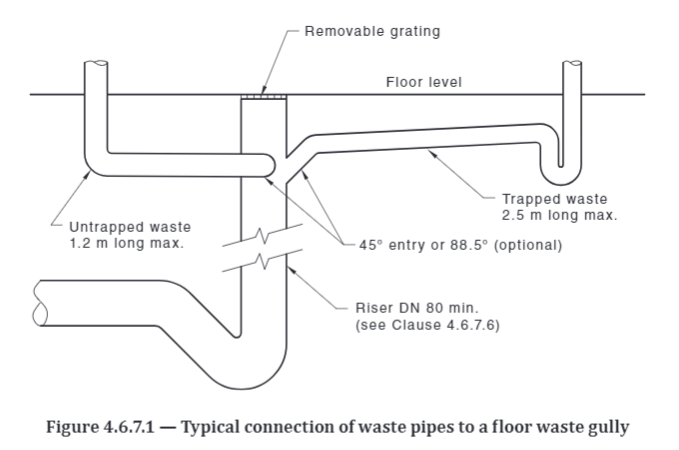 Removable grating
Floor level
Trapped waste
2.5 m long max.
Untrapped waste
1.2 m long max.
45° entry or 88.5° (optional)
Riser DN 80 min.
(see Clause 4.6.7.6)
Figure 4.6.7.1 — Typical connection of waste pipes to a floor waste gully